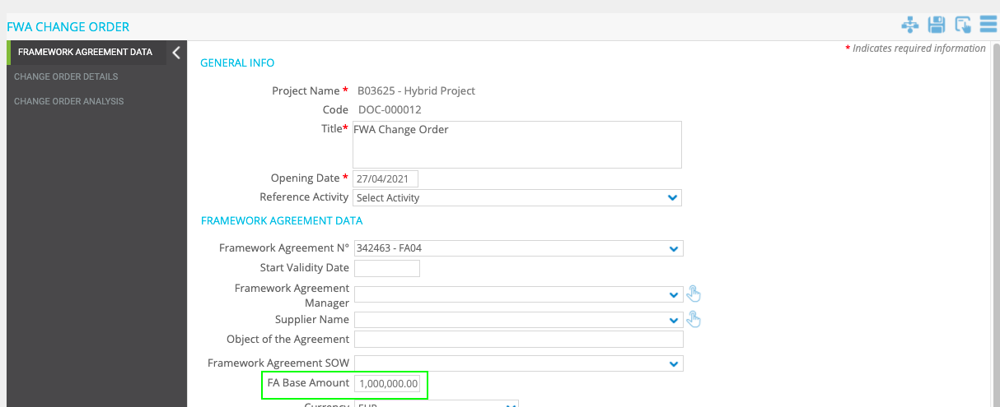 FWA CHANGE ORDER
FRAMEWORK AGREEMENT DATA
CHANGE ORDER DETAILS
CHANGE ORDER ANALYSIS
* Indicates required information
GENERAL INFO
Project Name * B03625 - Hybrid Project
Code DOC-000012
Title* FWA Change Order
Opening Date * 27/04/2021
Reference Activity Select Activity
FRAMEWORK AGREEMENT DATA
Framework Agreement N° 342463 - FA04
Start Validity Date
Framework Agreement
Manager
Supplier Name
Object of the Agreement
Framework Agreement SOW
FA Base Amount 1,000,000.00
Currency EUR